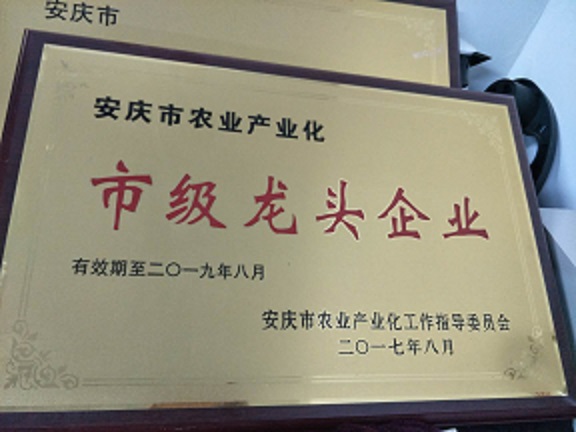 安庆市
安庆市农业产业化
市级龙头企业
有效期至二〇一九年八月
安庆市农业产业化工作指导委员会
二〇一七年八月